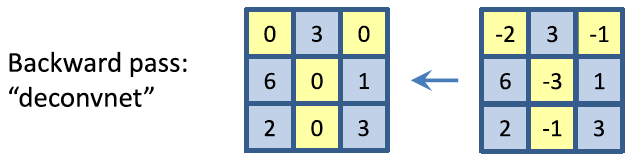 Backward pass:
“deconvnet”
0 3 0
6 0 1
2 0 3
-2 3 -1
6 -3 1
2 -1 3